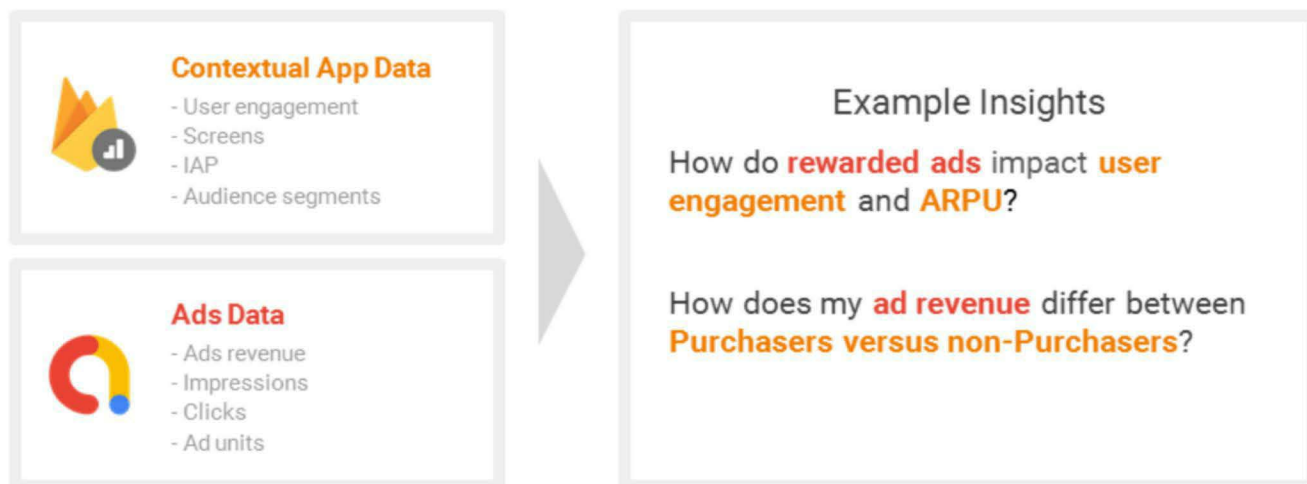 Contextual App Data
- User engagement
- Screens
- IAP
- Audience segments
Ads Data
- Ads revenue
- Impressions
- Clicks
- Ad units
Example Insights
How do rewarded ads impact user
engagement and ARPU?
How does my ad revenue differ between
Purchasers versus non-Purchasers?